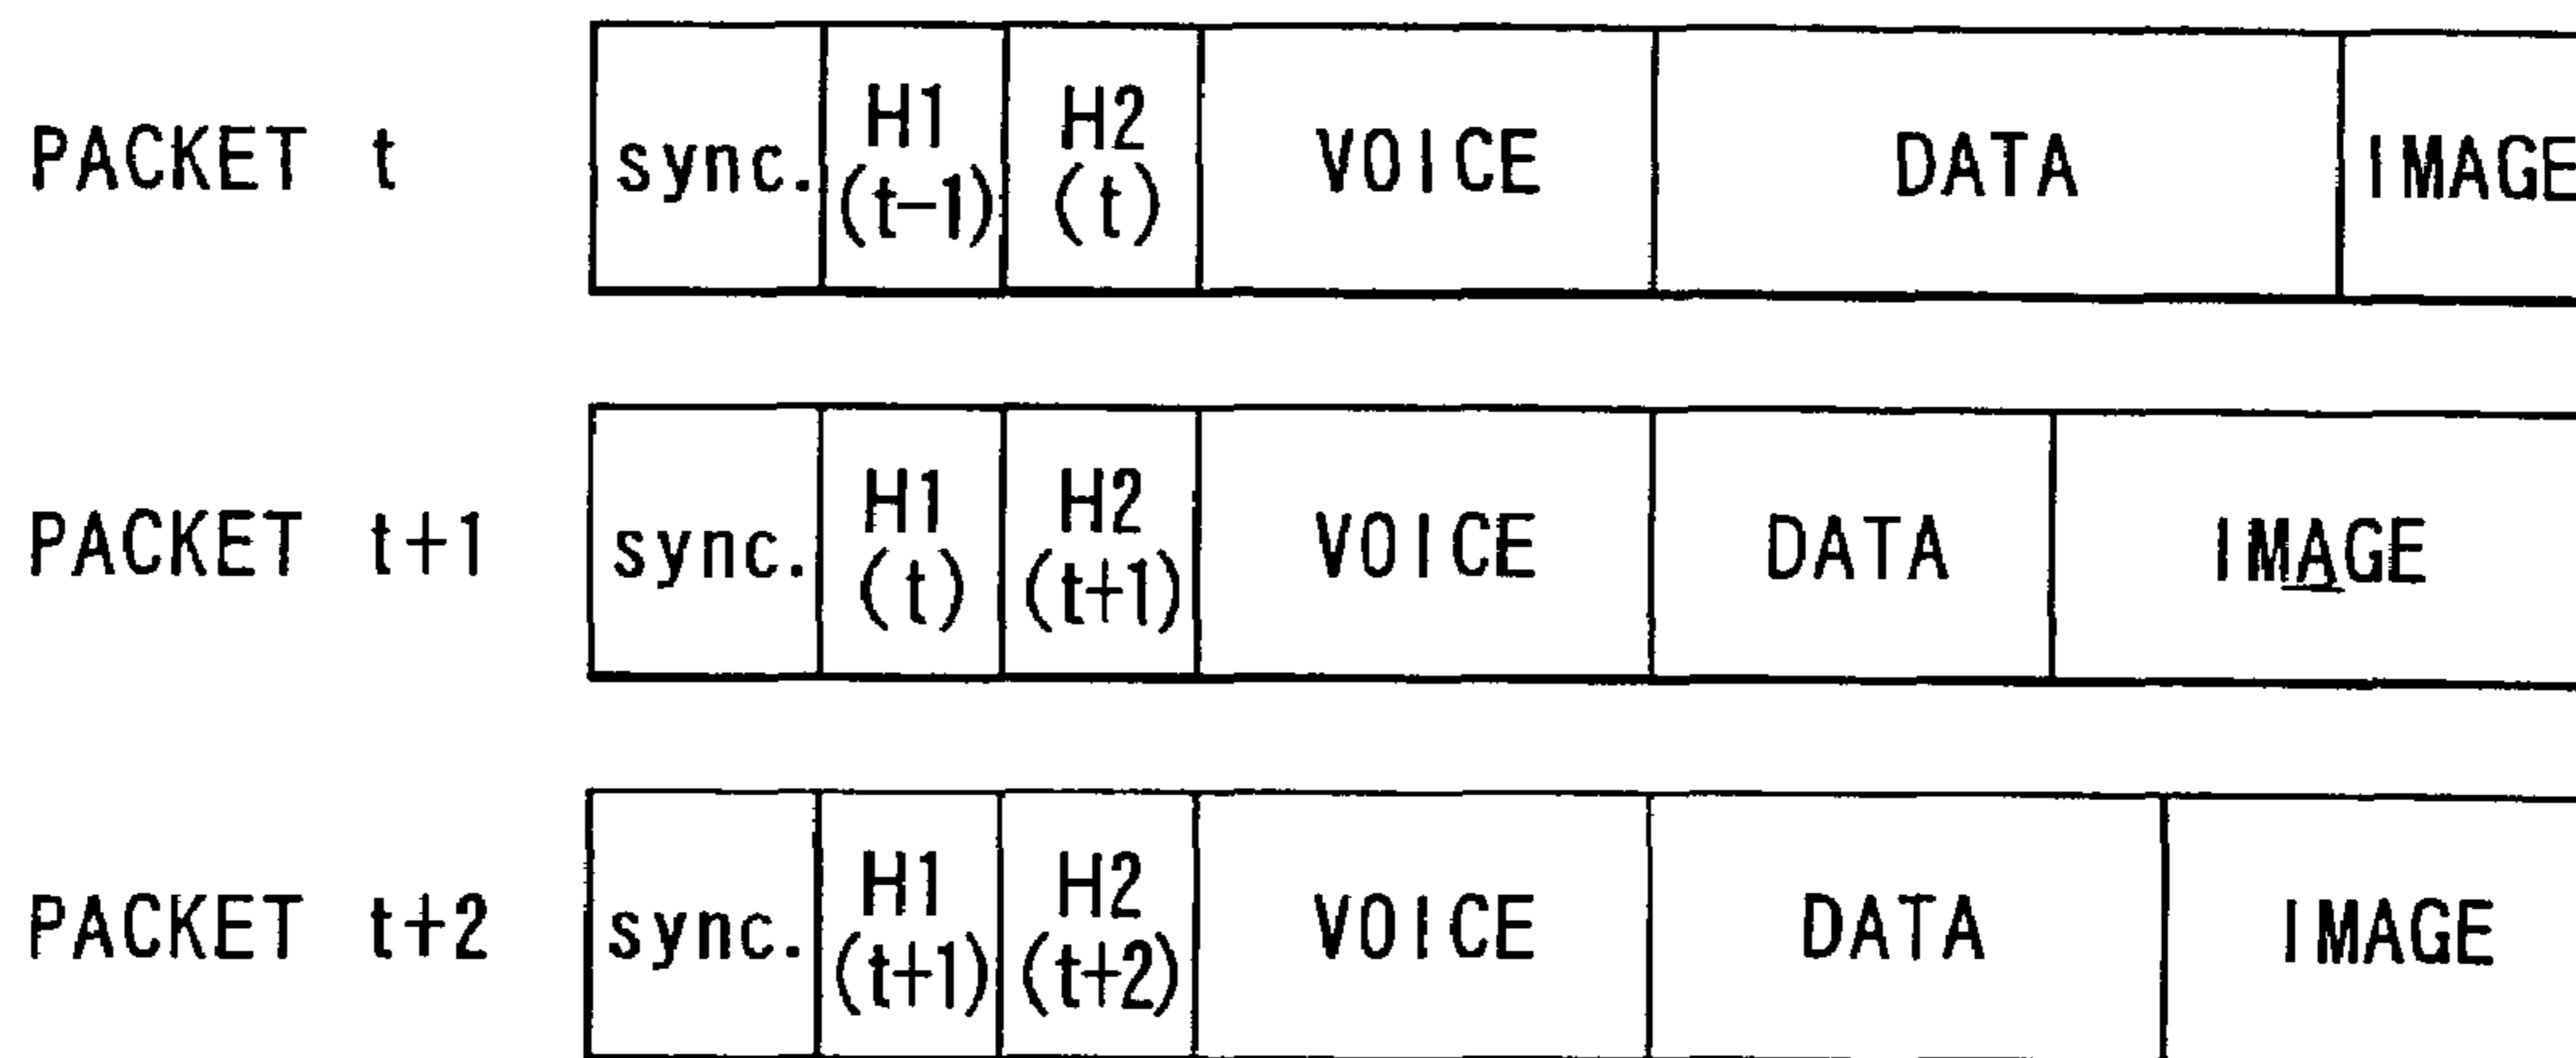 PACKET t sync. H1 (t-1) H2 (t) VOICE DATA IMAGE
PACKET t+1 sync. H1 (t) H2 (t+1) VOICE DATA IMAGE
PACKET t+2 sync. H1 (t+1) H2 (t+2) VOICE DATA IMAGE